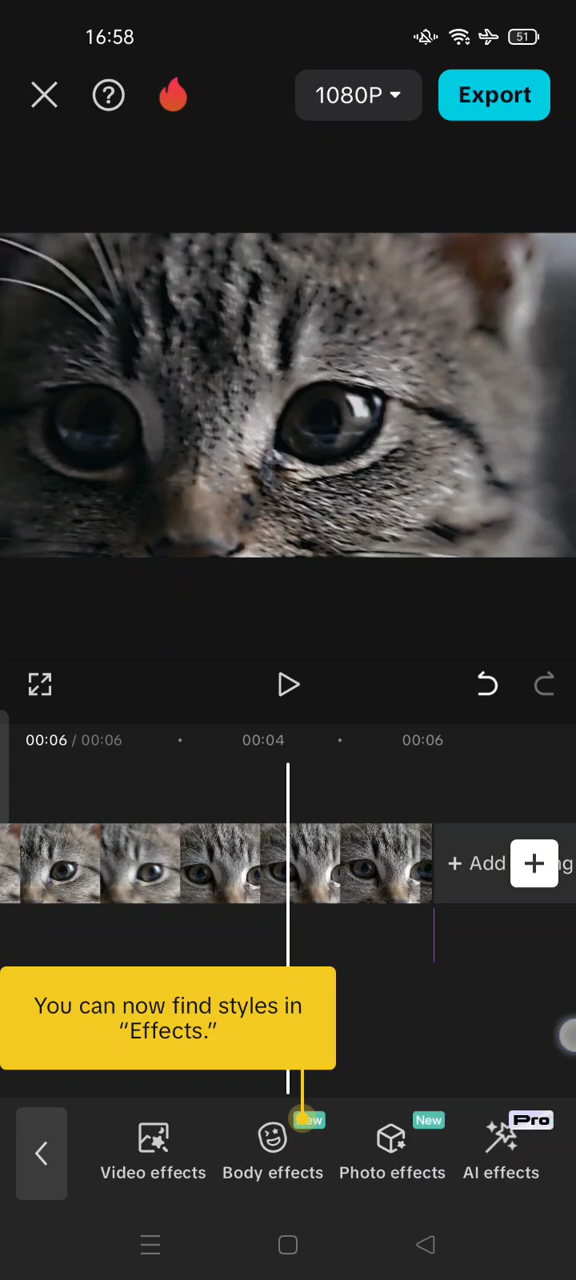 16:58
51
1080P
Export
00:06 / 00:06
00:04
00:06
+ Add
g
You can now find styles in
“Effects.”
New
Pro
Video effects
Body effects
Photo effects
AI effects